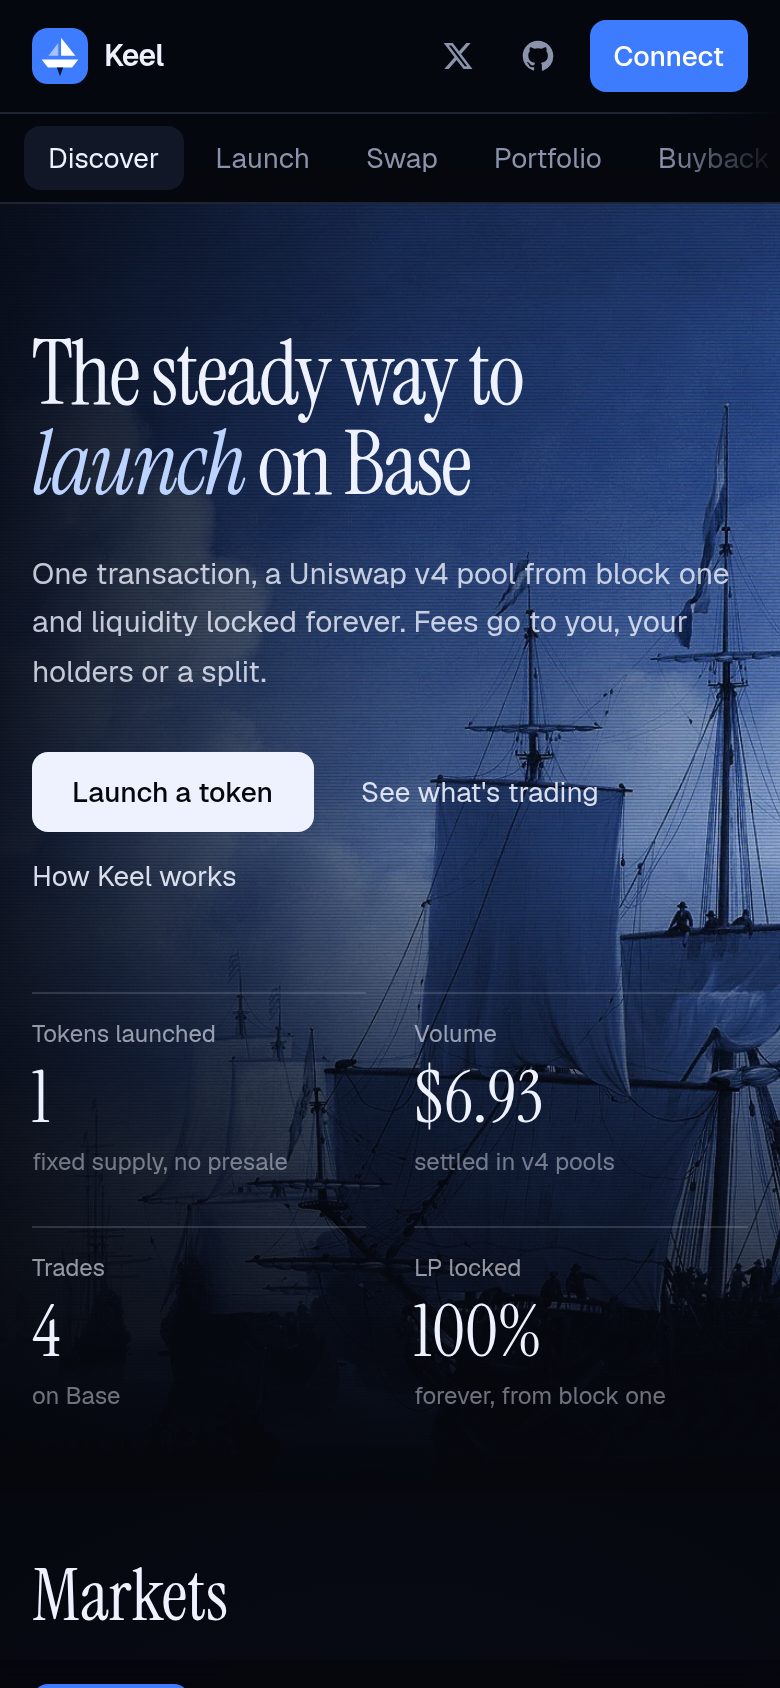 Keel
Connect
Discover
Launch
Swap
Portfolio
Buyback
The steady way to
launch on Base
One transaction, a Uniswap v4 pool from block one
and liquidity locked forever. Fees go to you, your
holders or a split.
Launch a token
See what's trading
How Keel works
Tokens launched
1
fixed supply, no presale
Volume
$6.93
settled in v4 pools
Trades
4
on Base
LP locked
100%
forever, from block one
Markets